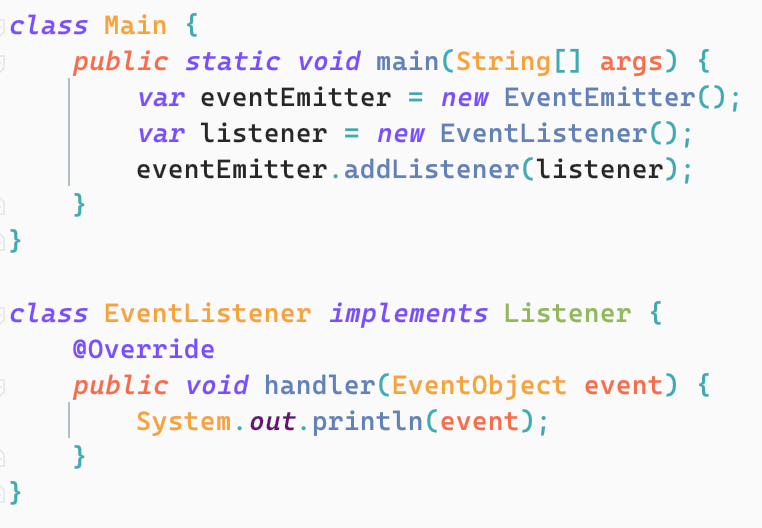 class Main {
    public static void main(String[] args) {
        var eventEmitter = new EventEmitter();
        var listener = new EventListener();
        eventEmitter.addListener(listener);
    }
}

class EventListener implements Listener {
    @Override
    public void handler(EventObject event) {
        System.out.println(event);
    }
}